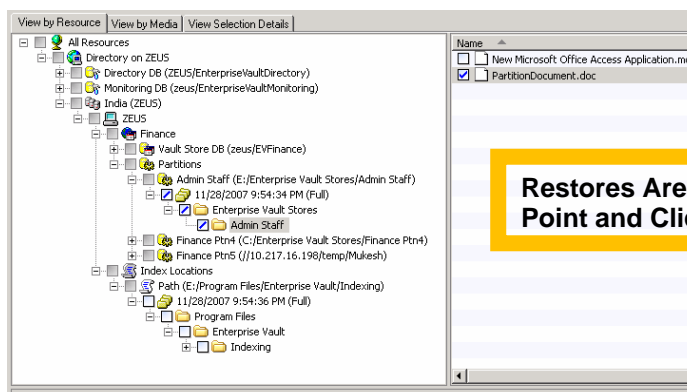 View by Resource View by Media View Selection Details
All Resources
Directory on ZEUS
Directory DB (ZEUS/EnterpriseVaultDirectory)
Monitoring DB (zeus/EnterpriseVaultMonitoring)
India (ZEUS)
ZEUS
Finance
Vault Store DB (zeus/EVFinance)
Partitions
Admin Staff (E:/Enterprise Vault Stores/Admin Staff)
11/28/2007 9:54:34 PM (Full)
Enterprise Vault Stores
Admin Staff
Finance Ptn4 (C:/Enterprise Vault Stores/Finance Ptn4)
Finance Ptn5 (//10.217.16.198/temp/Mukesh)
Index Locations
Path (E:/Program Files/Enterprise Vault/Indexing)
11/28/2007 9:54:36 PM (Full)
Program Files
Enterprise Vault
Indexing
Name
New Microsoft Office Access Application.m
PartitionDocument.doc
Restores Are
Point and Clic